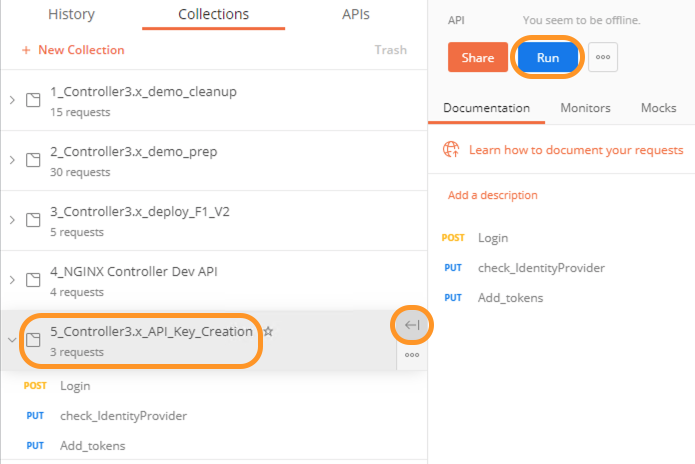 History Collections APIs
+ New Collection Trash
1_Controller3.x_demo_cleanup
15 requests
2_Controller3.x_demo_prep
30 requests
3_Controller3.x_deploy_F1_V2
5 requests
4_NGINX Controller Dev API
4 requests
5_Controller3.x_API_Key_Creation
3 requests
POST Login
PUT check_IdentityProvider
PUT Add_tokens
API You seem to be offline.
Share Run
Documentation Monitors Mocks
Learn how to document your requests
Add a description
POST Login
PUT check_IdentityProvider
PUT Add_tokens